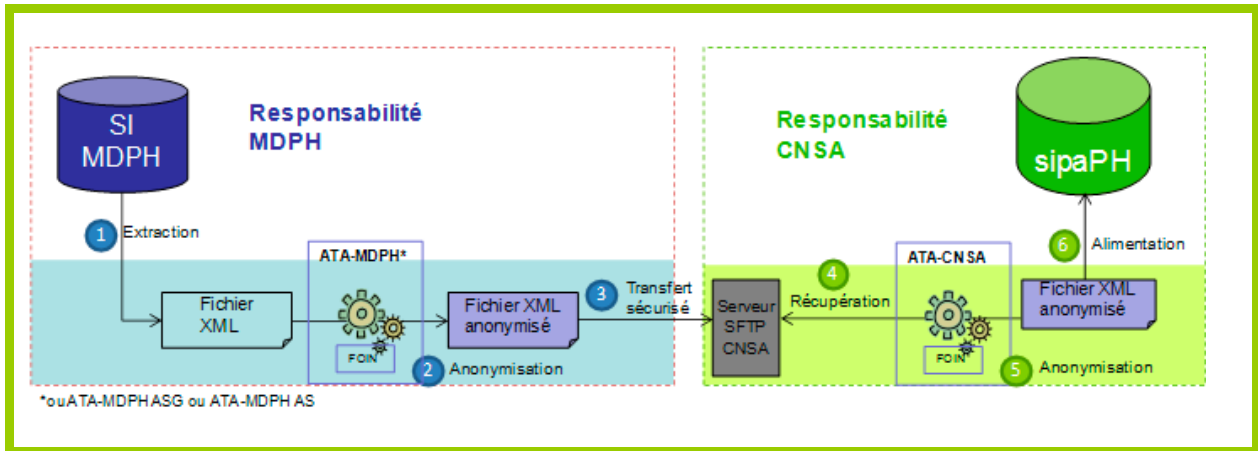 Responsabilité
MDPH
SI
MDPH
1
Extraction
ATA-MDPH*
Fichier
XML
FOIN
2
Anonymisation
Fichier XML
anonymisé
3
Transfert
sécurisé
*ou ATA-MDPH ASG ou ATA-MDPH AS
Responsabilité
CNSA
sipaPH
Serveur
SFTP
CNSA
4
Récupération
ATA-CNSA
FOIN
5
Anonymisation
Fichier XML
anonymisé
6
Alimentation